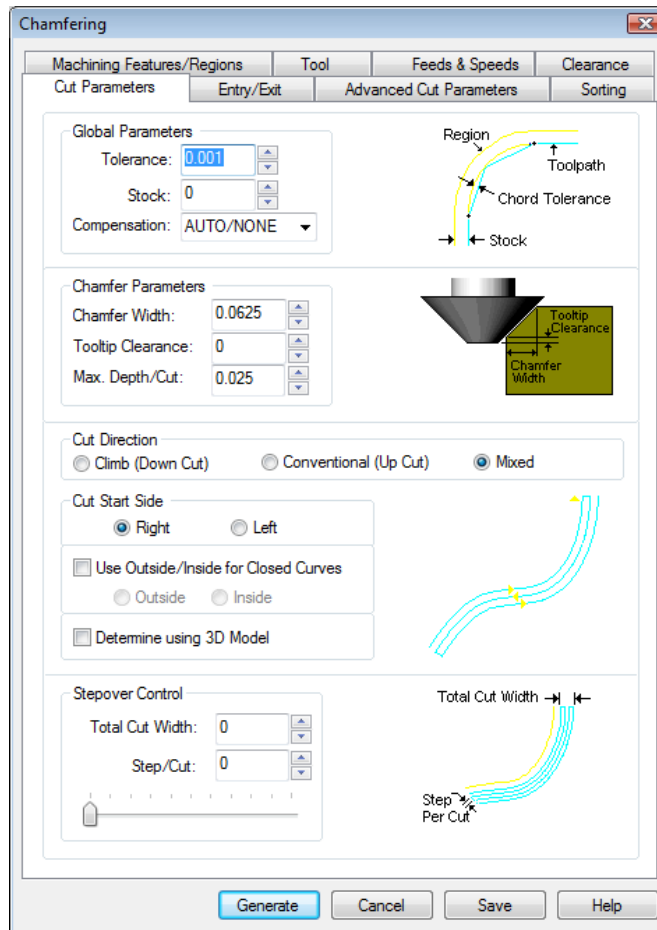 Chamfering
Machining Features/Regions Tool Feeds & Speeds Clearance
Cut Parameters Entry/Exit Advanced Cut Parameters Sorting
Global Parameters
Tolerance: 0.001
Stock: 0
Compensation: AUTO/NONE
Region
Toolpath
Chord Tolerance
Stock
Chamfer Parameters
Chamfer Width: 0.0625
Tooltip Clearance: 0
Max. Depth/Cut: 0.025
Tooltip
Clearance
Chamfer
Width
Cut Direction
Climb (Down Cut) Conventional (Up Cut) Mixed
Cut Start Side
Right Left
Use Outside/Inside for Closed Curves
Outside Inside
Determine using 3D Model
Stepover Control
Total Cut Width: 0
Step/Cut: 0
Total Cut Width
Step
Per Cut
Generate Cancel Save Help